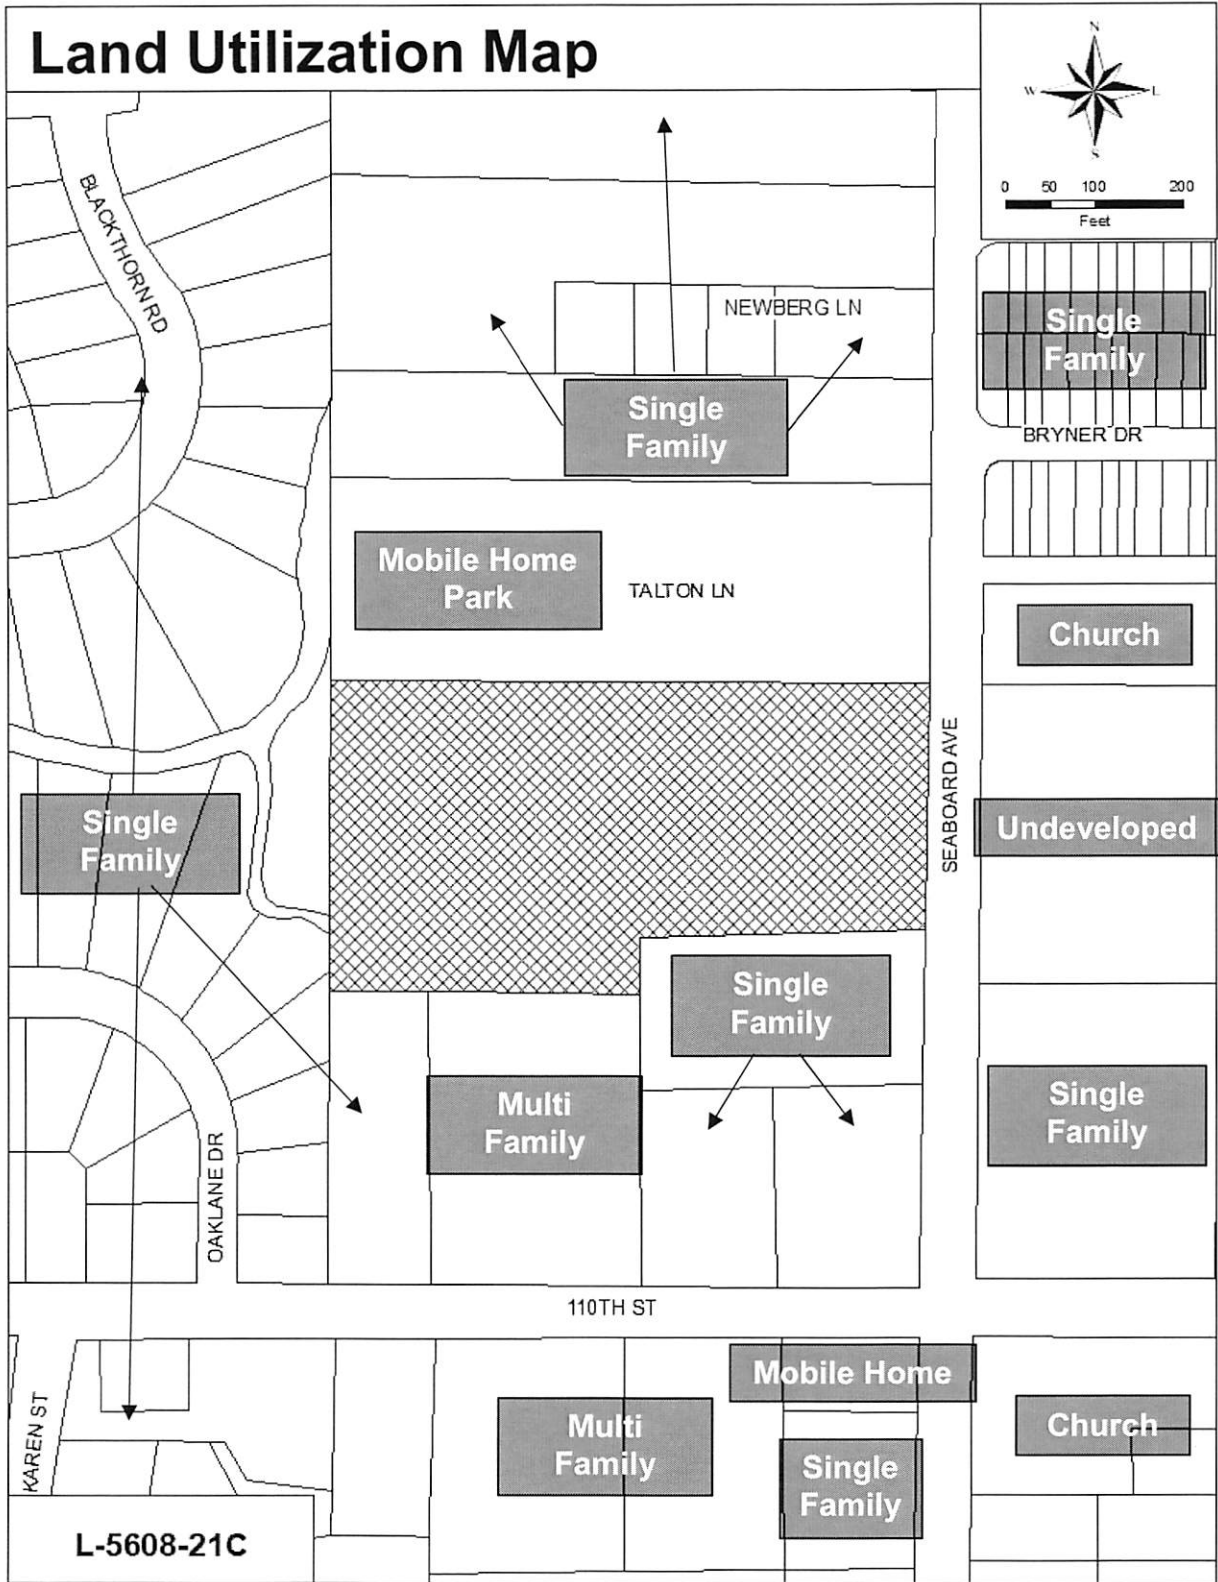 Land Utilization Map
N
W
L
S
0 50 100 200
Feet
BLACKTHORN RD
NEWBERG LN
Single
Family
Single
Family
BRYNER DR
Mobile Home
Park
TALTON LN
Church
SEABOARD AVE
Undeveloped
Single
Family
Single
Family
Multi
Family
Single
Family
OAKLANE DR
110TH ST
Mobile Home
KAREN ST
Multi
Family
Church
Single
Family
L-5608-21C